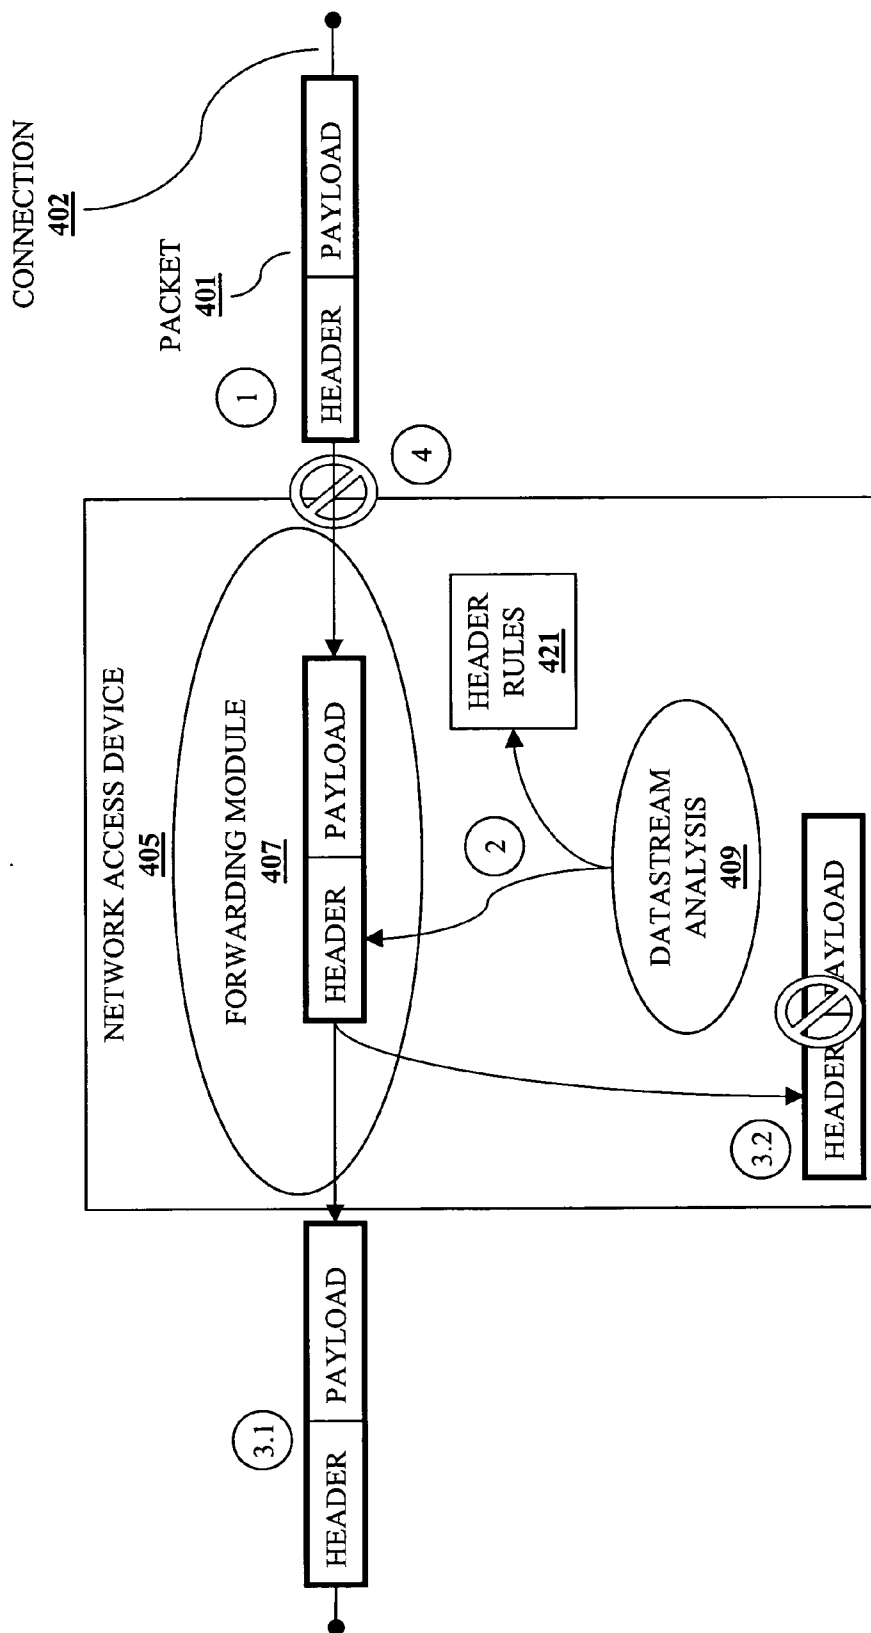 CONNECTION
402
PACKET
401
1
HEADER PAYLOAD
4
NETWORK ACCESS DEVICE
405
FORWARDING MODULE
407
HEADER PAYLOAD
HEADER
RULES
421
2
DATASTREAM
ANALYSIS
409
3.1
HEADER PAYLOAD
3.2
HEADER PAYLOAD